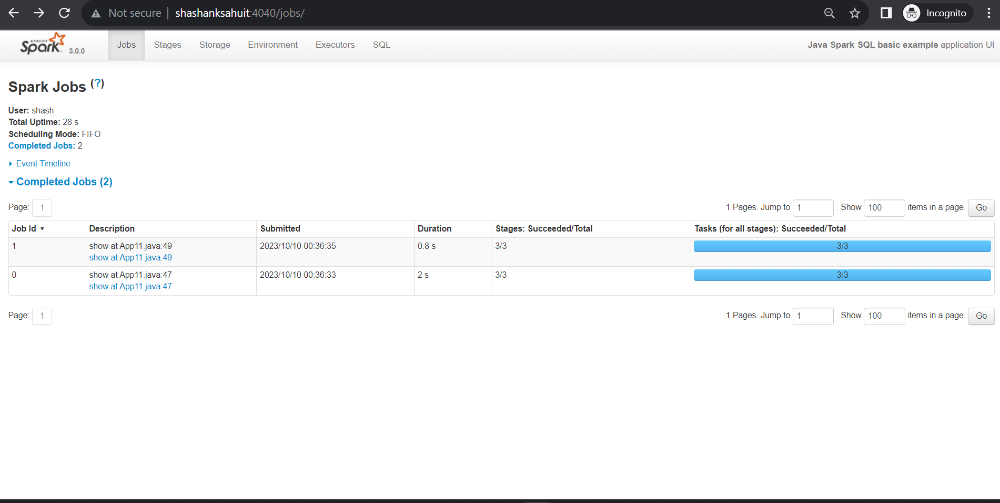 Not secure | shashanksahuit:4040/jobs/ Incognito
APACHE Spark™ 3.0.0 Jobs Stages Storage Environment Executors SQL Java Spark SQL basic example application UI
Spark Jobs (?)
User: shash
Total Uptime: 28 s
Scheduling Mode: FIFO
Completed Jobs: 2
Event Timeline
Completed Jobs (2)
Page: 1 1 Pages. Jump to 1 . Show 100 items in a page. Go
Job Id ▾ Description Submitted Duration Stages: Succeeded/Total Tasks (for all stages): Succeeded/Total
1 show at App11.java:49 2023/10/10 00:36:35 0.8 s 3/3 3/3
show at App11.java:49
0 show at App11.java:47 2023/10/10 00:36:33 2 s 3/3 3/3
show at App11.java:47
Page: 1 1 Pages. Jump to 1 . Show 100 items in a page. Go